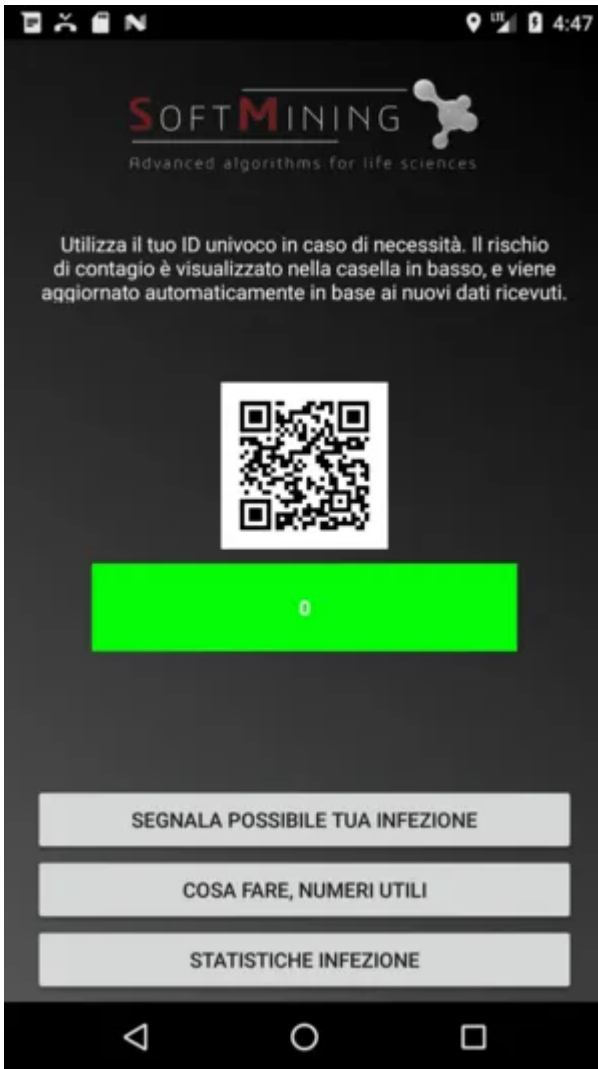 4:47
SOFTMINING
Advanced algorithms for life sciences
Utilizza il tuo ID univoco in caso di necessità. Il rischio
di contagio è visualizzato nella casella in basso, e viene
aggiornato automaticamente in base ai nuovi dati ricevuti.
0
SEGNALA POSSIBILE TUA INFEZIONE
COSA FARE, NUMERI UTILI
STATISTICHE INFEZIONE